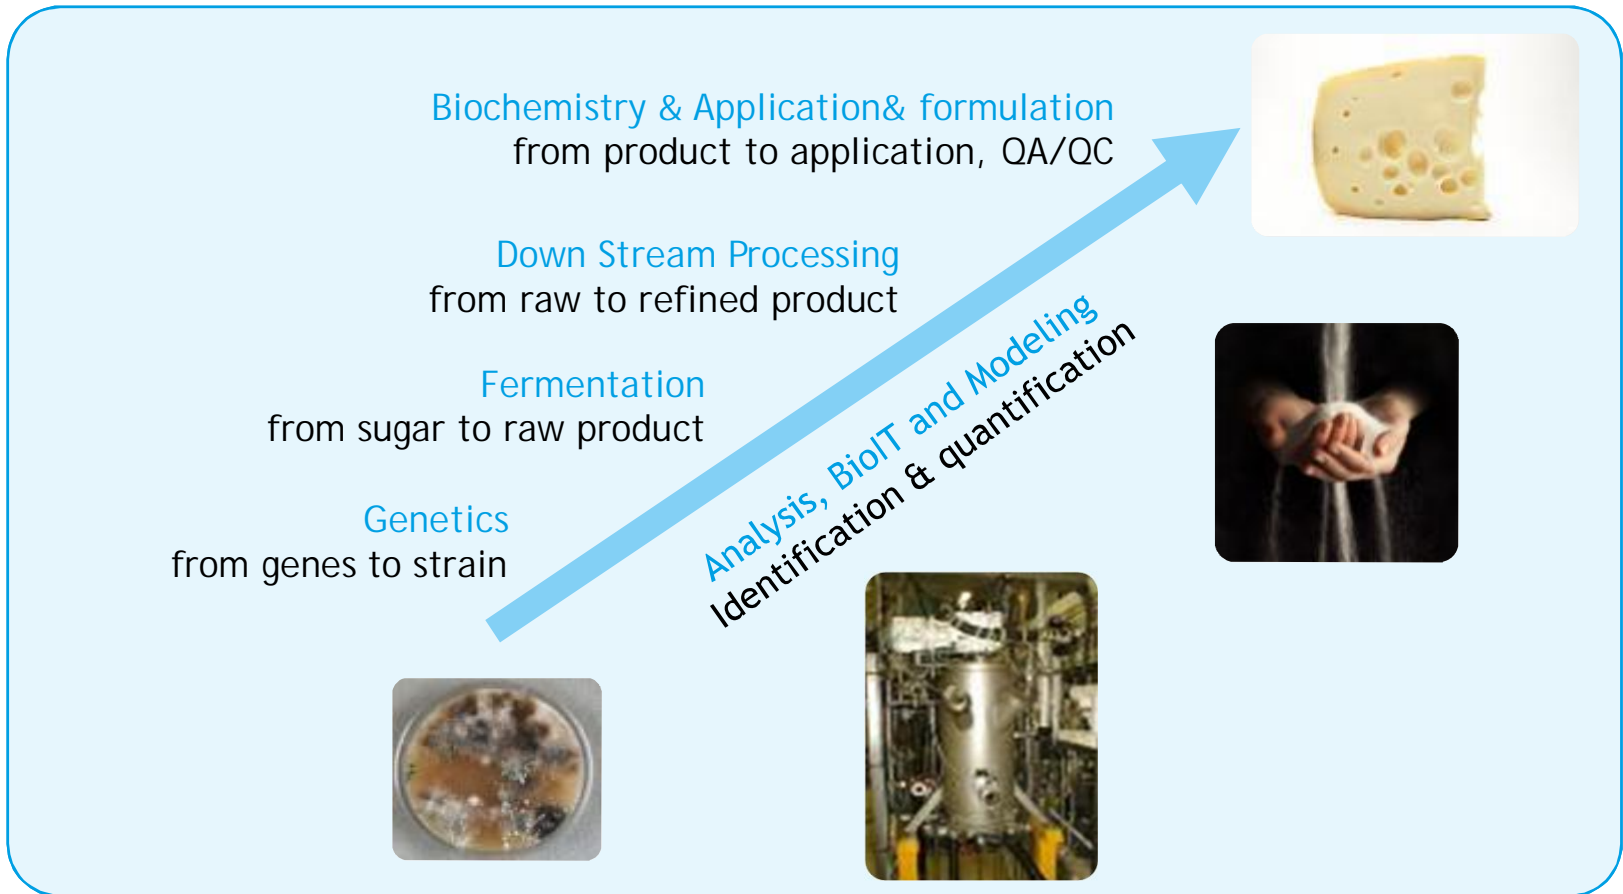 Biochemistry & Application& formulation
from product to application, QA/QC
Down Stream Processing
from raw to refined product
Fermentation
from sugar to raw product
Genetics
from genes to strain
Analysis, BioIT and Modeling
Identification & quantification